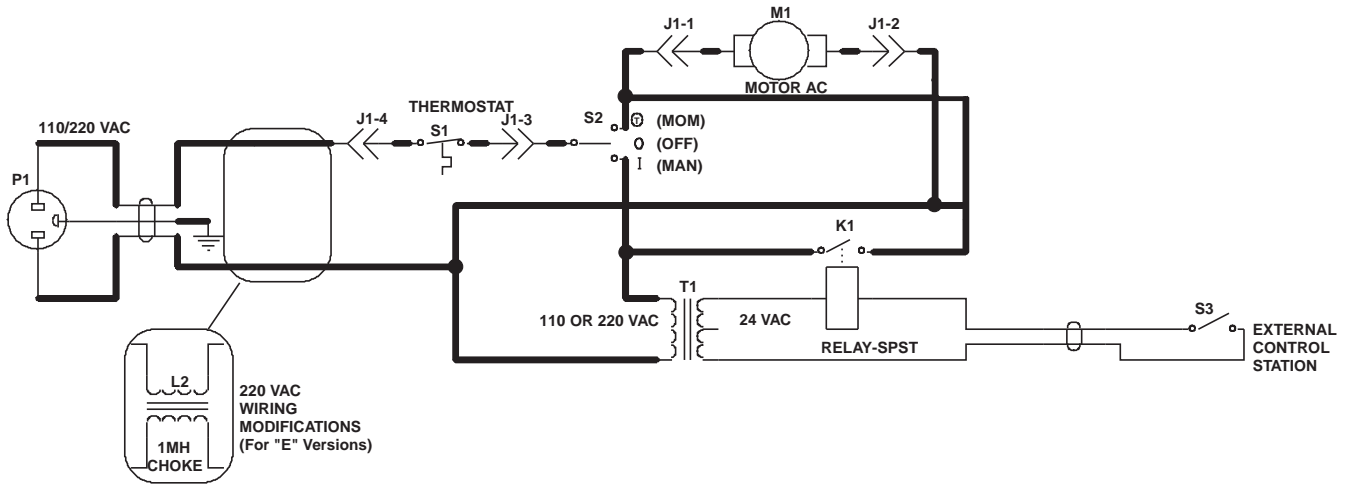 M1
J1-1
J1-2
MOTOR AC
THERMOSTAT
J1-4
S1
J1-3
S2
T (MOM)
O (OFF)
I (MAN)
110/220 VAC
P1
K1
T1
110 OR 220 VAC
24 VAC
RELAY-SPST
S3
EXTERNAL
CONTROL
STATION
L2
1MH
CHOKE
220 VAC
WIRING
MODIFICATIONS
(For "E" Versions)